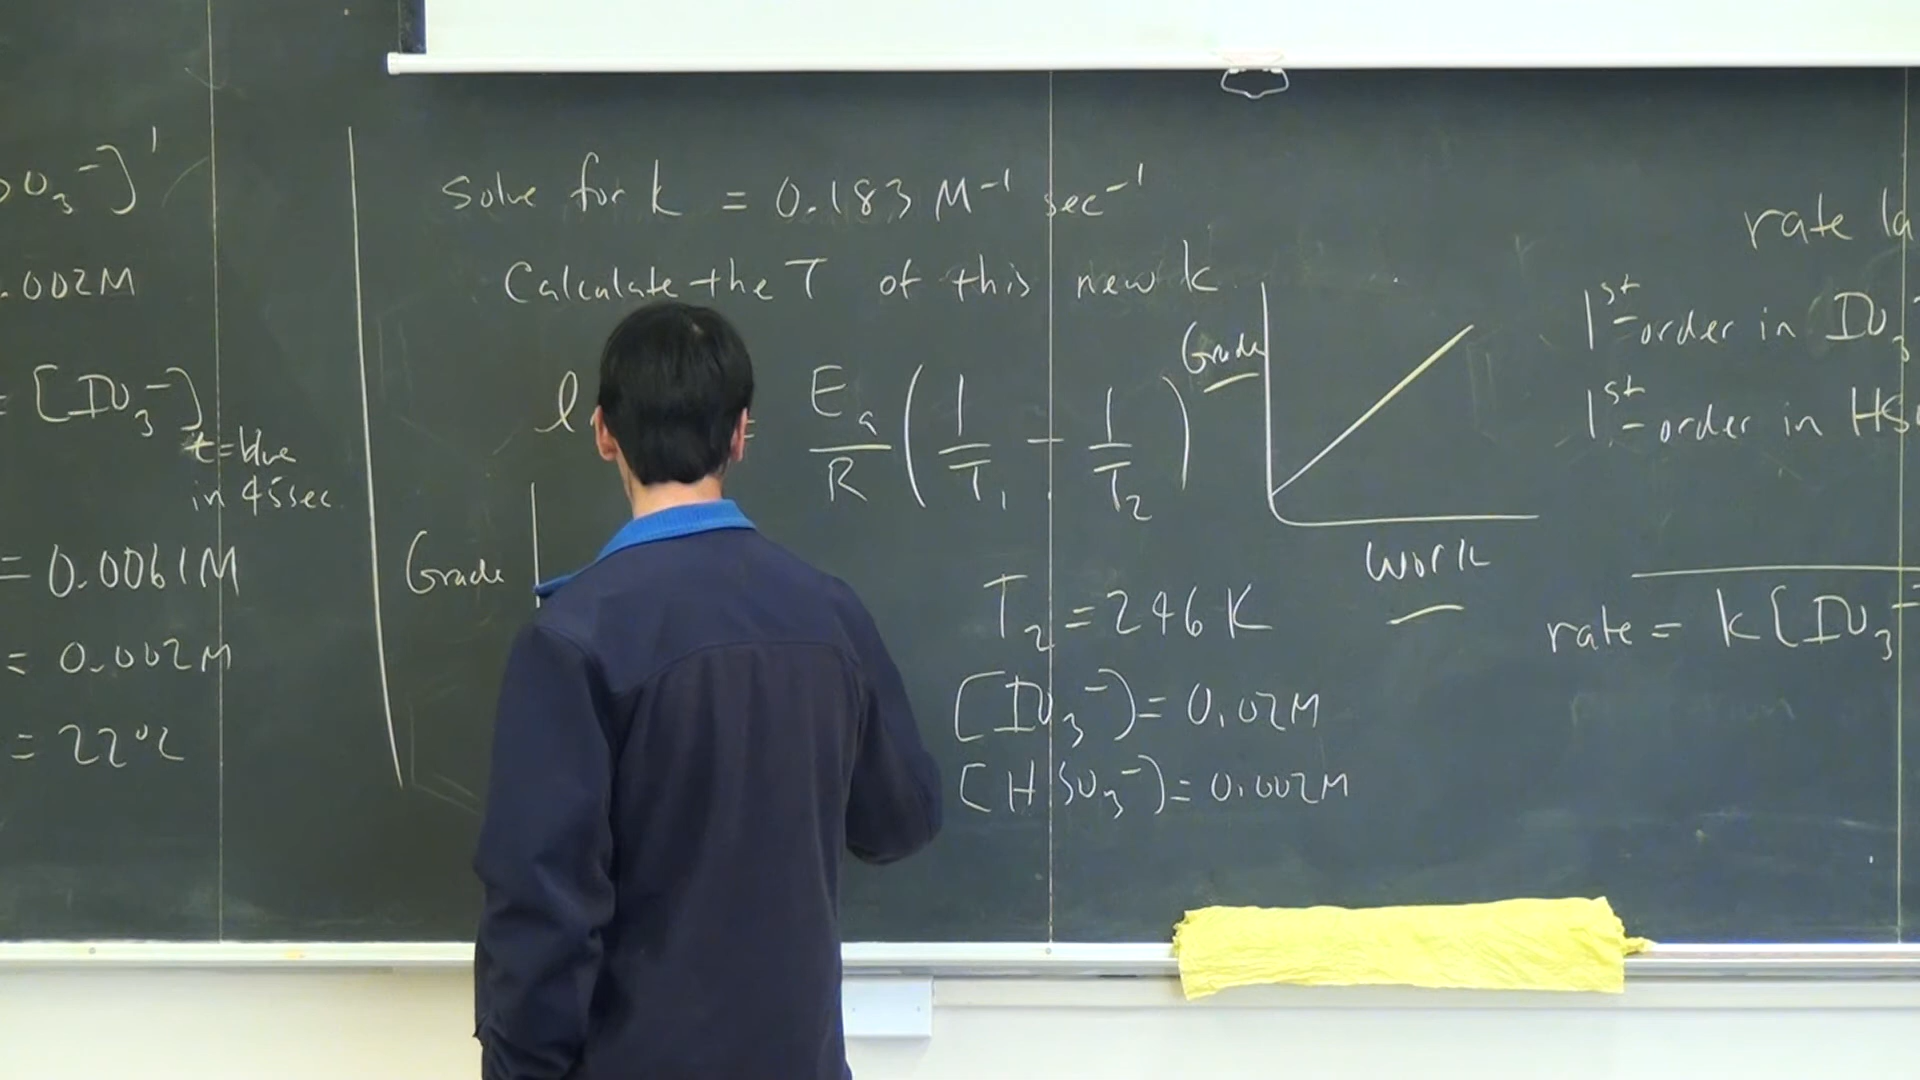 SO₃⁻]¹
.002M
= [IO₃⁻]
t=blue
in 45sec
= 0.0061M
= 0.002M
= 22°C
Solve for k = 0.183 M⁻¹ sec⁻¹
Calculate the T of this new k
= Ea/R (1/T₁ - 1/T₂)
Grade
Grade
Work
T₂ = 246 K
[IO₃⁻] = 0.02M
[HSO₃⁻] = 0.002M
rate la
1st-order in IO₃⁻
1st-order in HS
rate = k[IO₃⁻